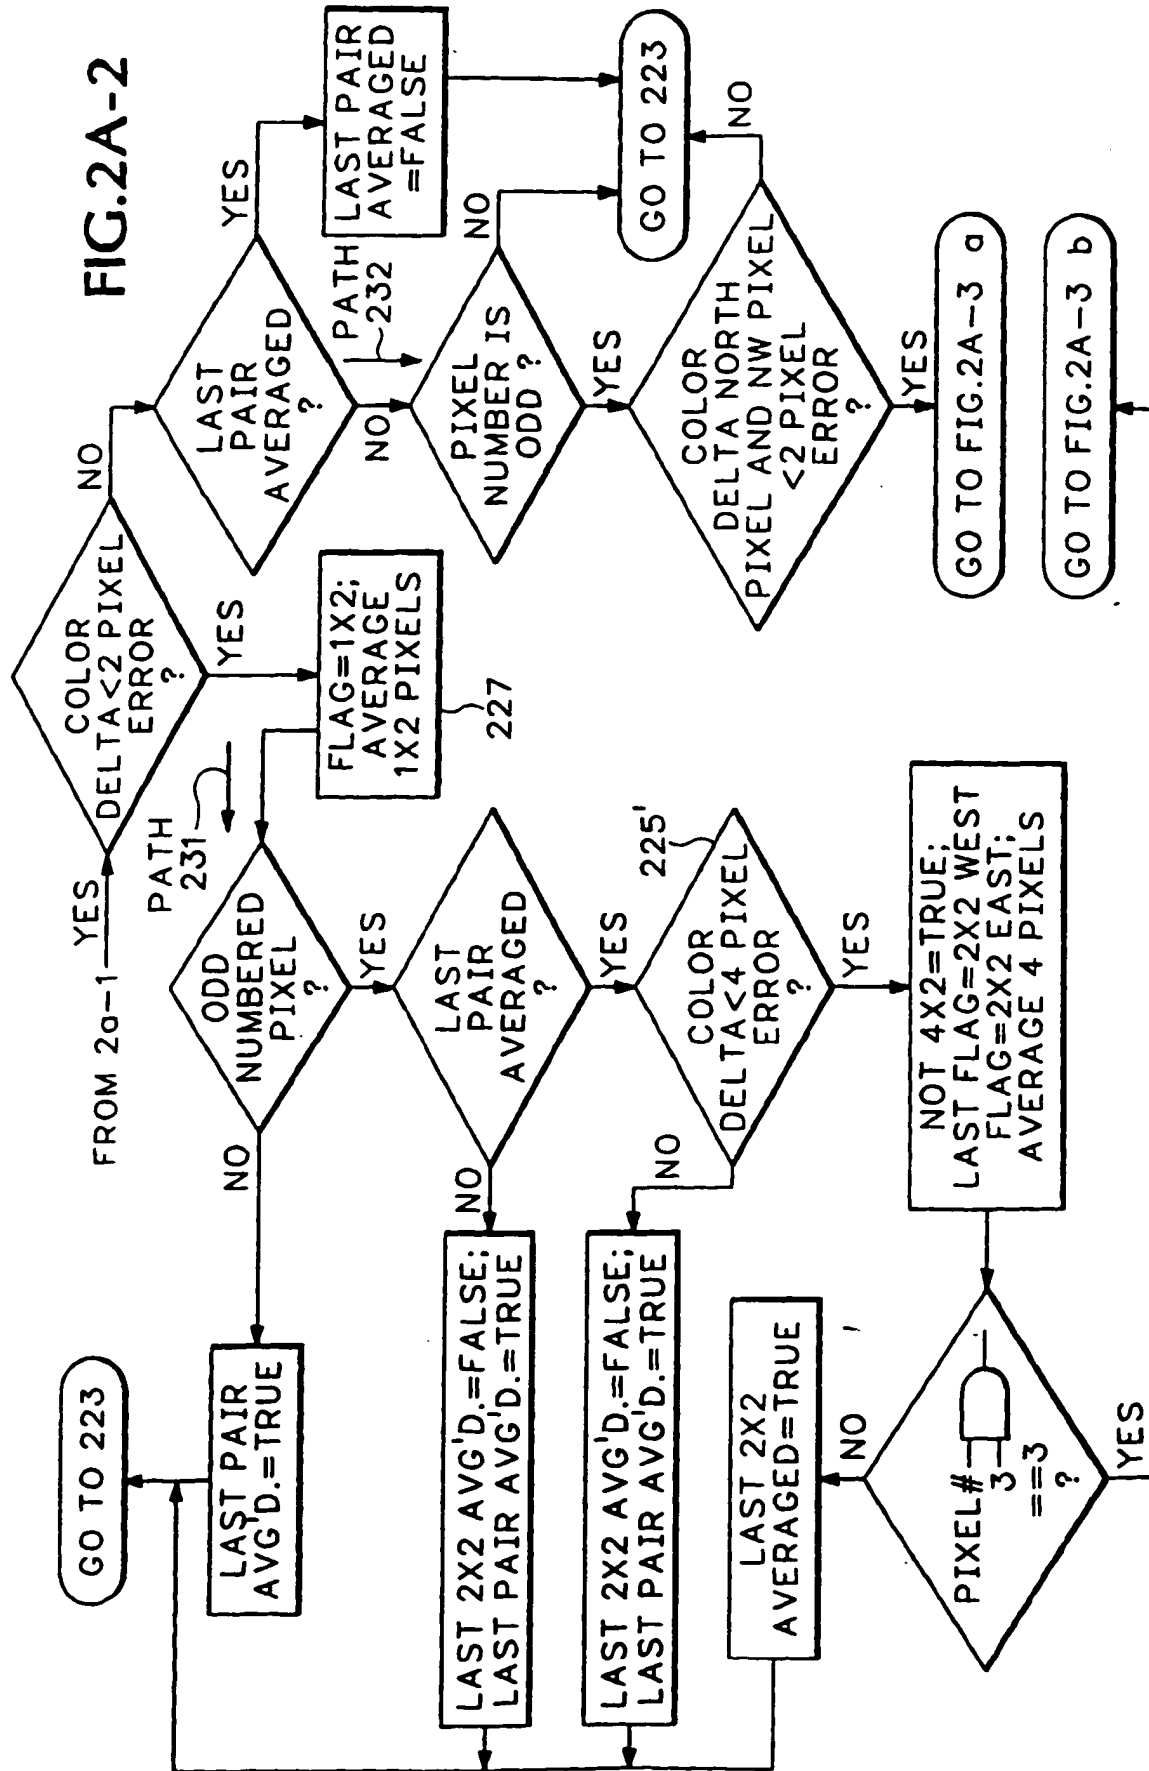 FIG.2A-2
FROM 2a-1
YES
COLOR
DELTA<2 PIXEL
ERROR
?
NO
YES
LAST
PAIR
AVERAGED
?
YES
LAST PAIR
AVERAGED
=FALSE
NO
PATH
232
PIXEL
NUMBER IS
ODD ?
NO
YES
GO TO 223
COLOR
DELTA NORTH
PIXEL AND NW PIXEL
<2 PIXEL
ERROR
?
NO
YES
GO TO FIG.2A-3 a
GO TO FIG.2A-3 b
FLAG=1X2;
AVERAGE
1X2 PIXELS
227
PATH
231
ODD
NUMBERED
PIXEL
?
NO
YES
LAST PAIR
AVG'D.=TRUE
GO TO 223
LAST
PAIR
AVERAGED
?
NO
YES
LAST 2X2 AVG'D.=FALSE;
LAST PAIR AVG'D.=TRUE
225'
COLOR
DELTA<4 PIXEL
ERROR
?
NO
YES
LAST 2X2 AVG'D.=FALSE;
LAST PAIR AVG'D.=TRUE
NOT 4X2=TRUE;
LAST FLAG=2X2 WEST
FLAG=2X2 EAST;
AVERAGE 4 PIXELS
PIXEL#
3
==3
?
NO
YES
LAST 2X2
AVERAGED=TRUE